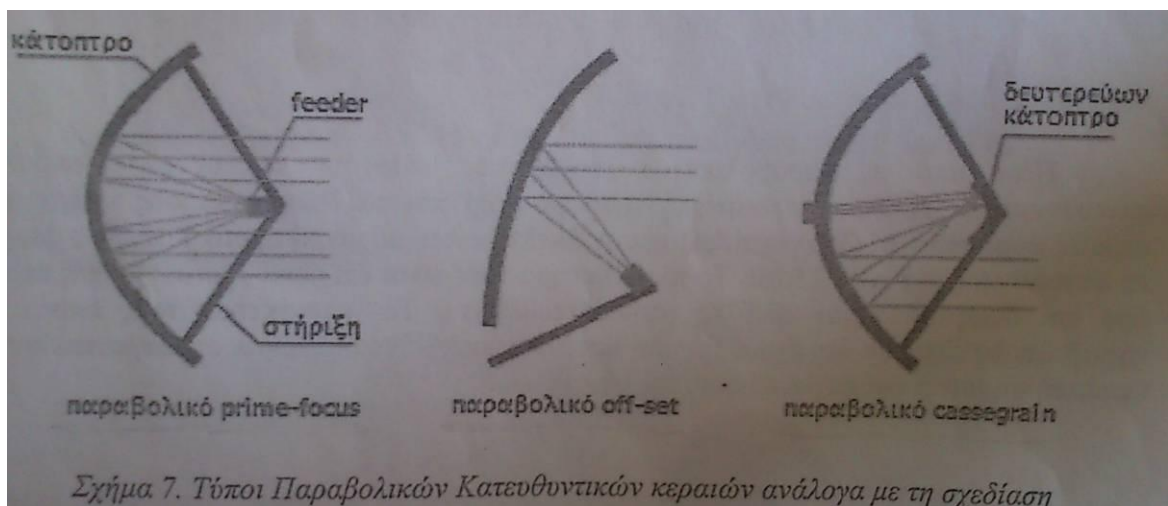 κάτοπτρο
feeder
στήριξη
παραβολικό prime-focus
παραβολικό off-set
δευτερεύων
κάτοπτρο
παραβολικό cassegrain
Σχήμα 7. Τύποι Παραβολικών Κατευθυντικών κεραιών ανάλογα με τη σχεδίαση